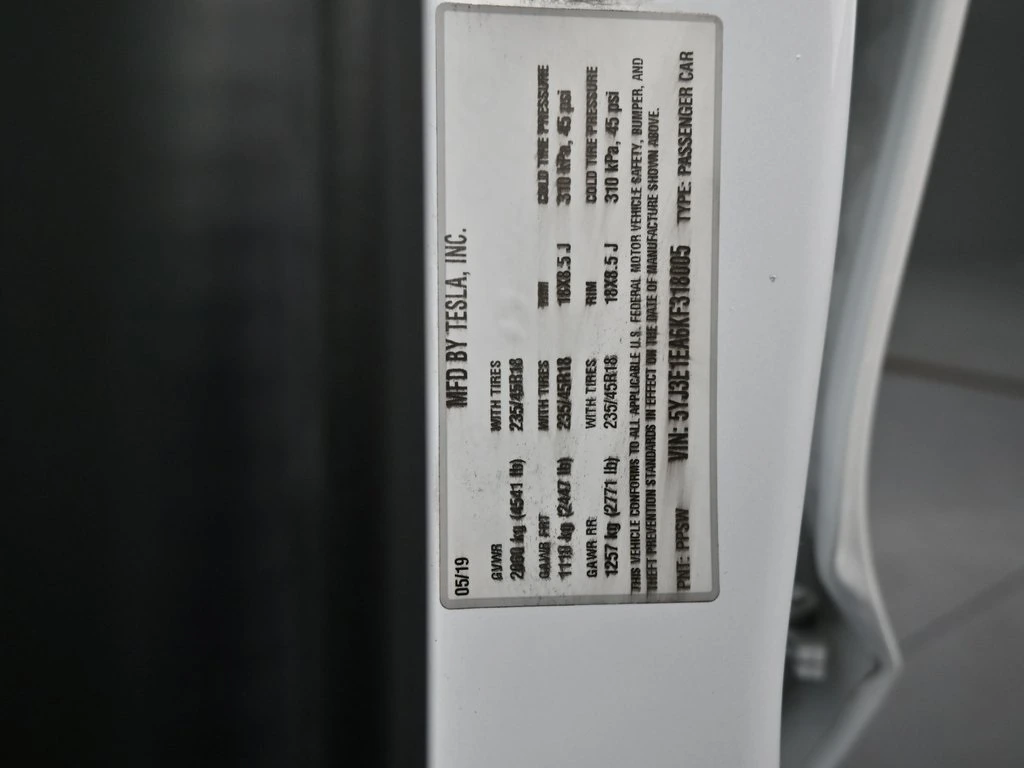 MFD BY TESLA, INC.
05/19
GVWR WITH TIRES
2060 kg (4541 lb) 235/45R18
GAWR FRT WITH TIRES RIM COLD TIRE PRESSURE
1110 kg (2447 lb) 235/45R18 18X8.5 J 310 kPa, 45 psi
GAWR RR WITH TIRES RIM COLD TIRE PRESSURE
1257 kg (2771 lb) 235/45R18 18X8.5 J 310 kPa, 45 psi
THIS VEHICLE CONFORMS TO ALL APPLICABLE U.S. FEDERAL MOTOR VEHICLE SAFETY, BUMPER, AND
THEFT PREVENTION STANDARDS IN EFFECT ON THE DATE OF MANUFACTURE SHOWN ABOVE.
PNT: PPSW VIN: 5YJ3E1EA6KF318005 TYPE: PASSENGER CAR